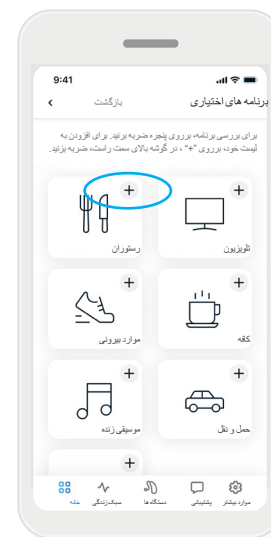 9:41
برنامه های اختیاری
بازگشت
برای بررسی برنامه، برروی پنجره ضربه بزنید. برای افزودن به
لیست خود، برروی "+" ، در گوشه بالای سمت راست، ضربه بزنید.
+ +
تلویزیون رستوران
+ +
کافه موارد بیرونی
+ +
حمل و نقل موسیقی زنده
+
موارد بیشتر پشتیبانی دستگاه ها سبک‌زندگی خانه